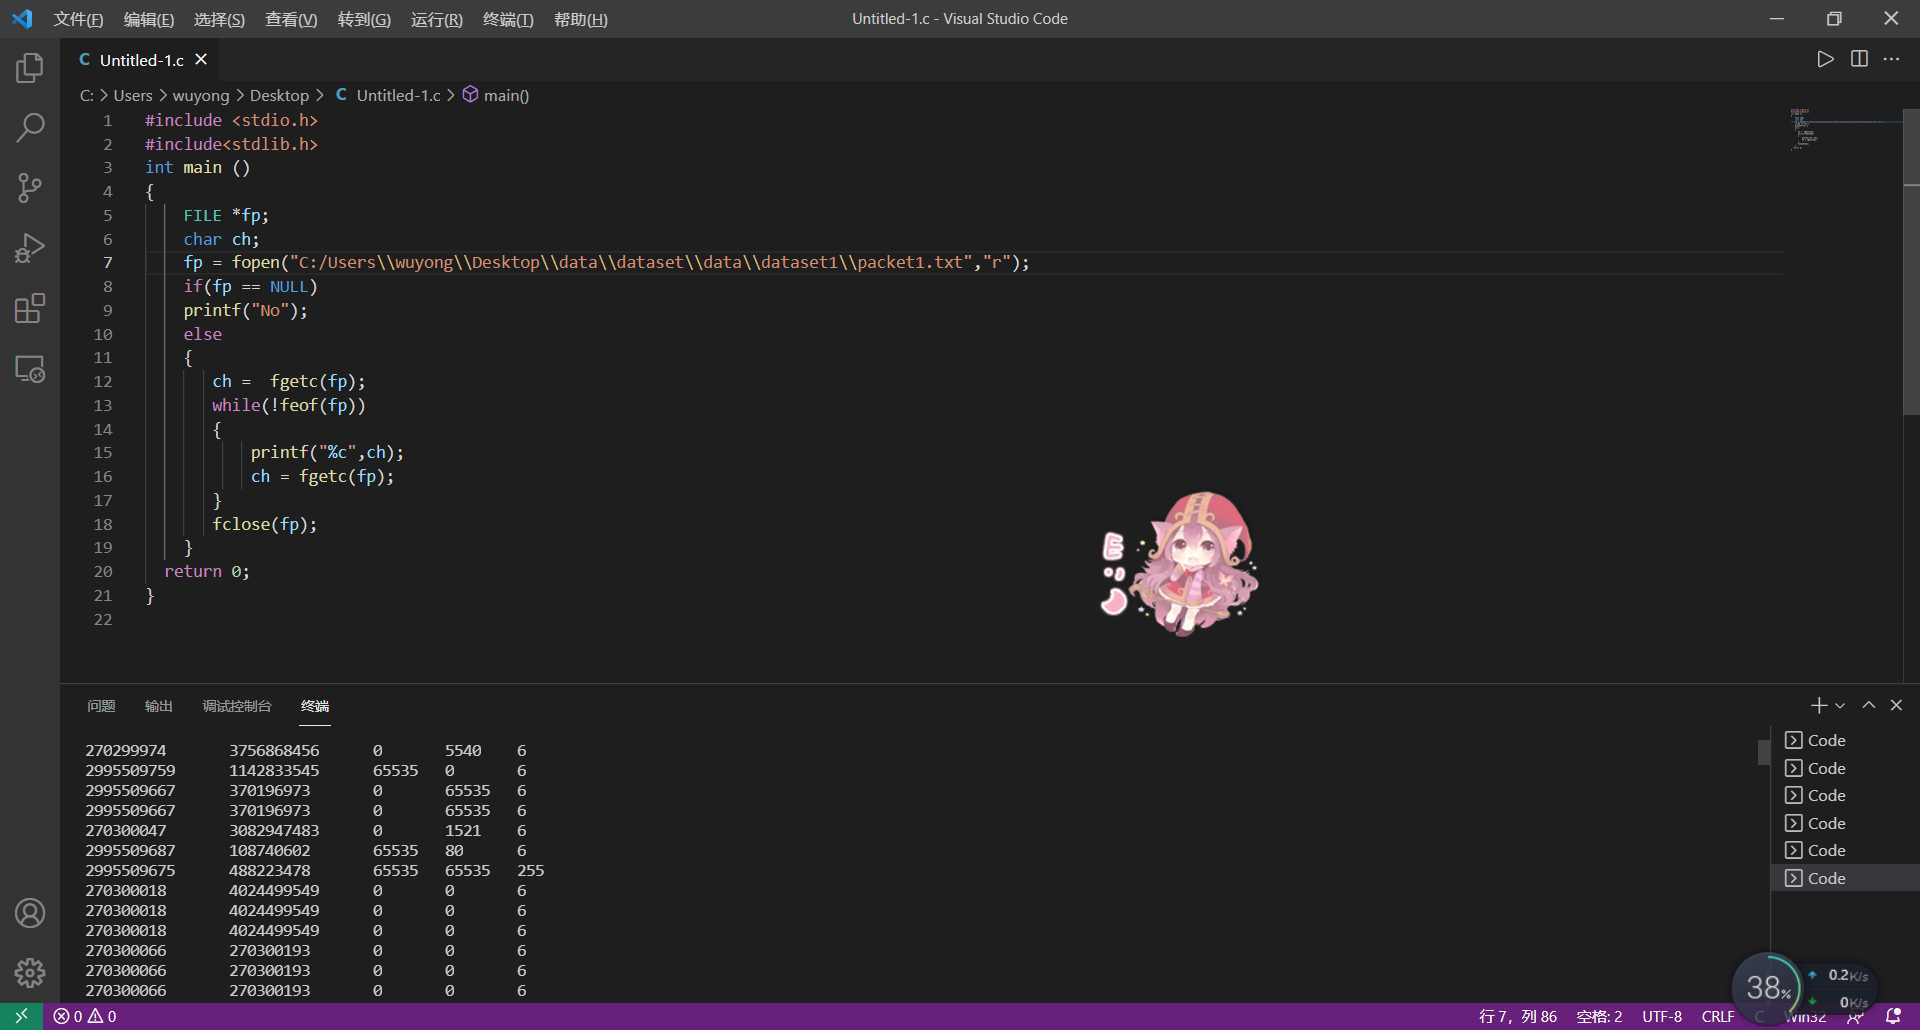 文件(F) 编辑(E) 选择(S) 查看(V) 转到(G) 运行(R) 终端(T) 帮助(H) Untitled-1.c - Visual Studio Code
C Untitled-1.c
C: > Users > wuyong > Desktop > C Untitled-1.c > main()
1 #include <stdio.h>
2 #include<stdlib.h>
3 int main ()
4 {
5 FILE *fp;
6 char ch;
7 fp = fopen("C:/Users\\wuyong\\Desktop\\data\\dataset\\data\\dataset1\\packet1.txt","r");
8 if(fp == NULL)
9 printf("No");
10 else
11 {
12 ch =  fgetc(fp);
13 while(!feof(fp))
14 {
15 printf("%c",ch);
16 ch = fgetc(fp);
17 }
18 fclose(fp);
19 }
20 return 0;
21 }
22
问题 输出 调试控制台 终端
270299974 3756868456 0 5540 6
2995509759 1142833545 65535 0 6
2995509667 370196973 0 65535 6
2995509667 370196973 0 65535 6
270300047 3082947483 0 1521 6
2995509687 108740602 65535 80 6
2995509675 488223478 65535 65535 255
270300018 4024499549 0 0 6
270300018 4024499549 0 0 6
270300018 4024499549 0 0 6
270300066 270300193 0 0 6
270300066 270300193 0 0 6
270300066 270300193 0 0 6
Code
Code
Code
Code
Code
Code
38%
0.2K/s
0K/s
0 0 行 7，列 86 空格: 2 UTF-8 CRLF C Win32